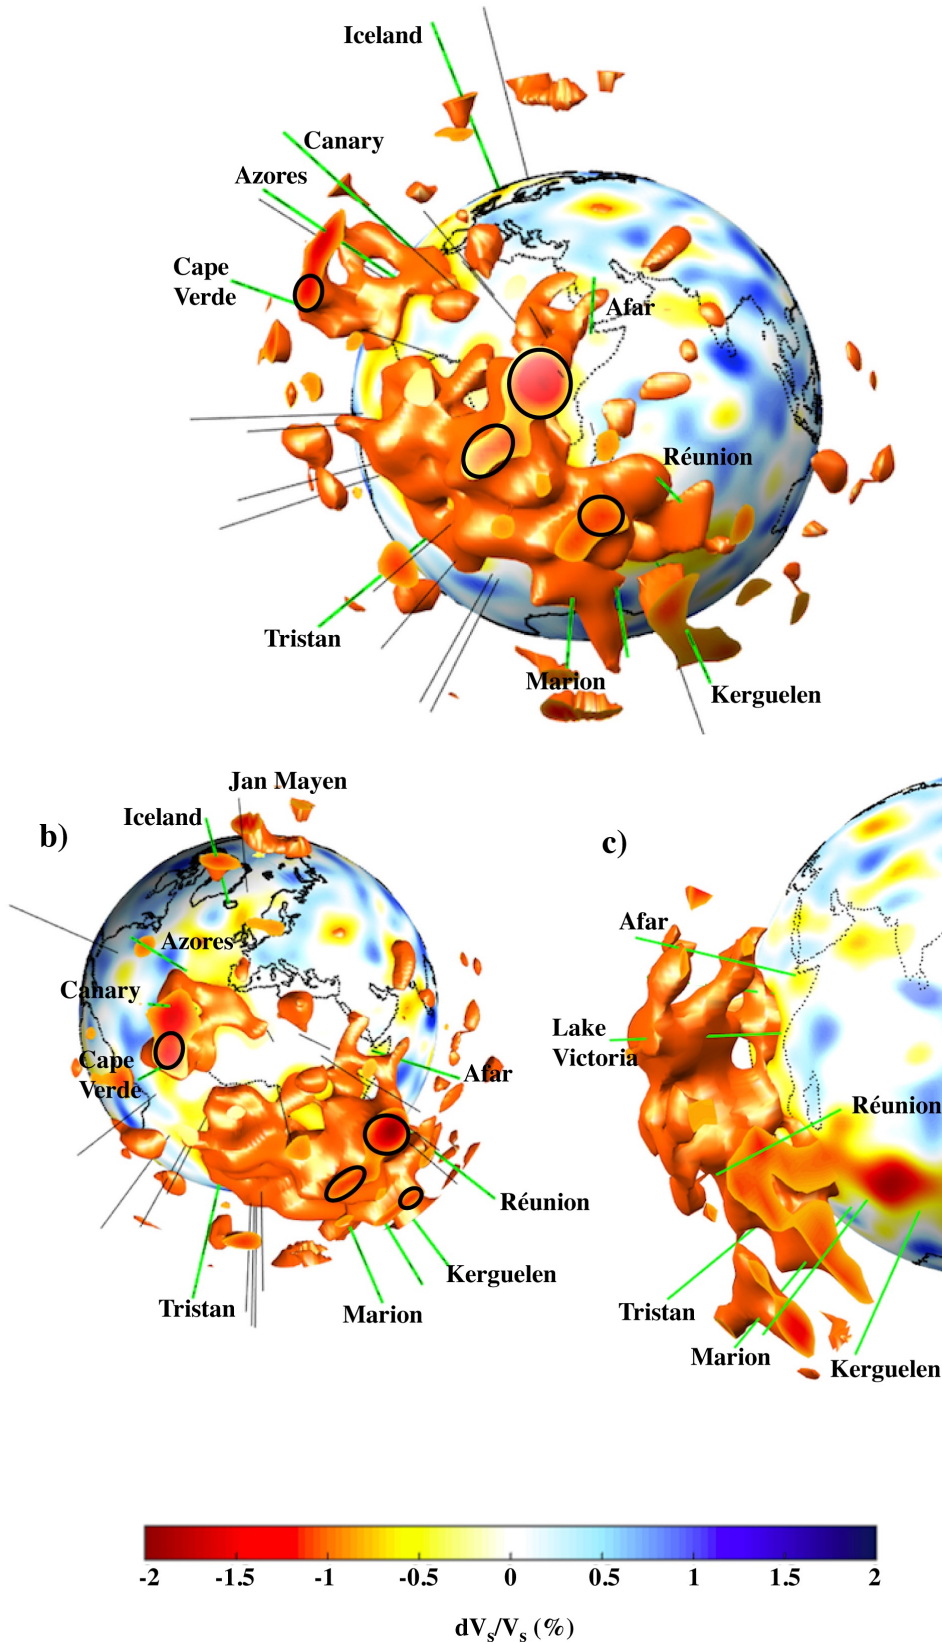 Iceland
Canary
Azores
Cape
Verde
Afar
Réunion
Tristan
Marion
Kerguelen
b)
Jan Mayen
Iceland
Azores
Canary
Cape
Verde
Afar
Réunion
Kerguelen
Tristan
Marion
c)
Afar
Lake
Victoria
Réunion
Tristan
Marion
Kerguelen
-2 -1.5 -1 -0.5 0 0.5 1 1.5 2
dVs/Vs (%)